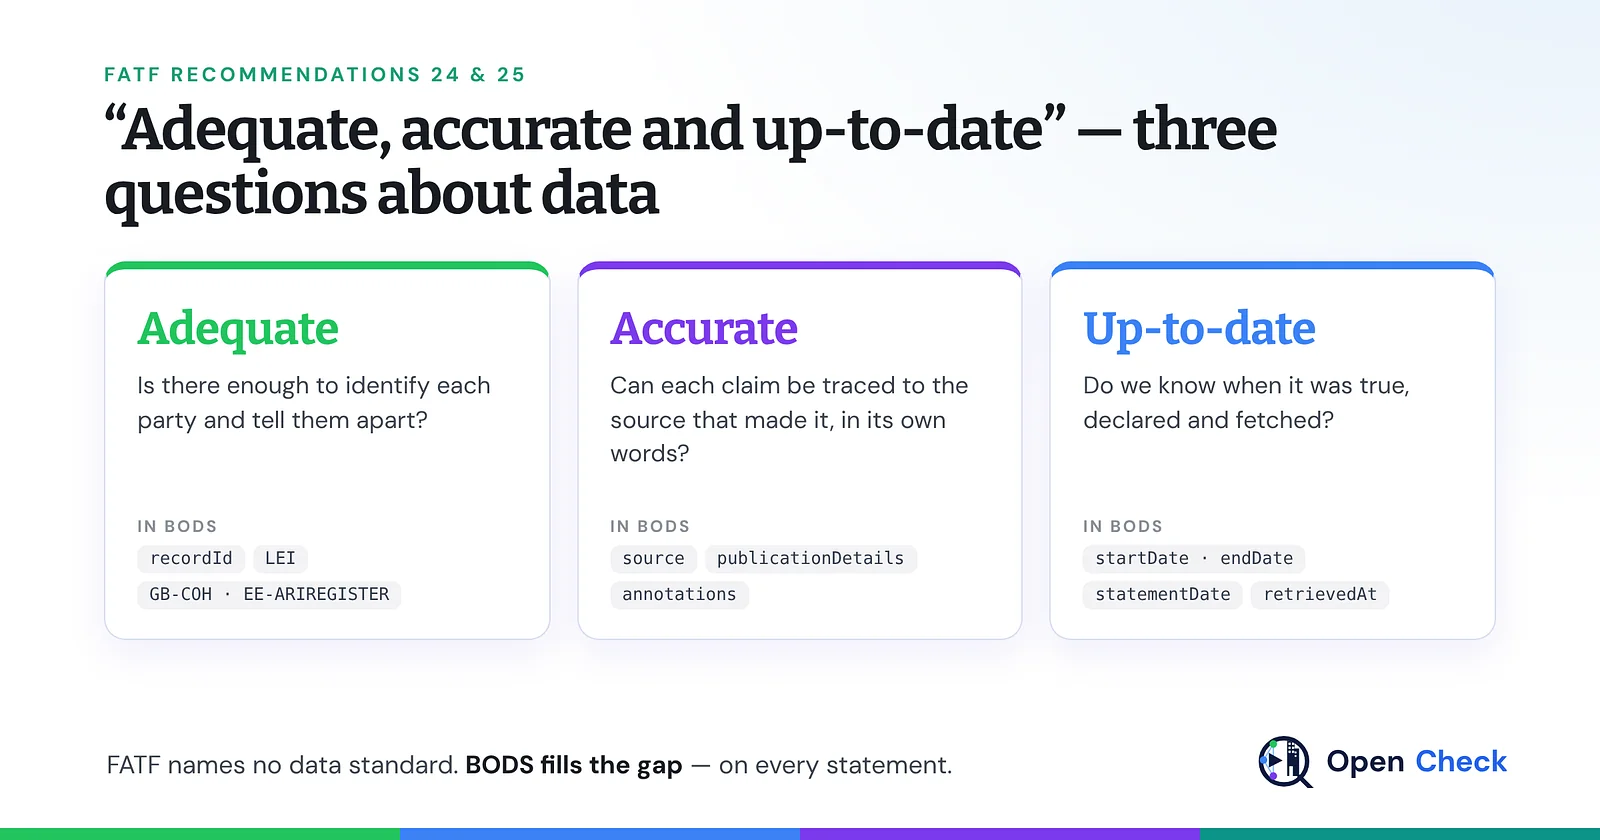 FATF RECOMMENDATIONS 24 & 25
“Adequate, accurate and up-to-date” — three
questions about data
Adequate
Is there enough to identify each
party and tell them apart?
IN BODS
recordId LEI
GB-COH · EE-ARIREGISTER
Accurate
Can each claim be traced to the
source that made it, in its own
words?
IN BODS
source publicationDetails
annotations
Up-to-date
Do we know when it was true,
declared and fetched?
IN BODS
startDate · endDate
statementDate retrievedAt
FATF names no data standard. BODS fills the gap — on every statement.
Open Check